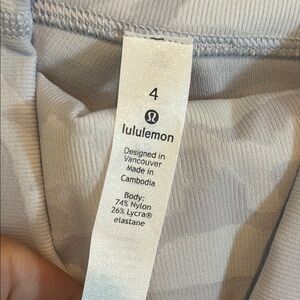 4
lululemon
Designed in
Vancouver
Made in
Cambodia
Body:
74% Nylon
26% Lycra®
elastane